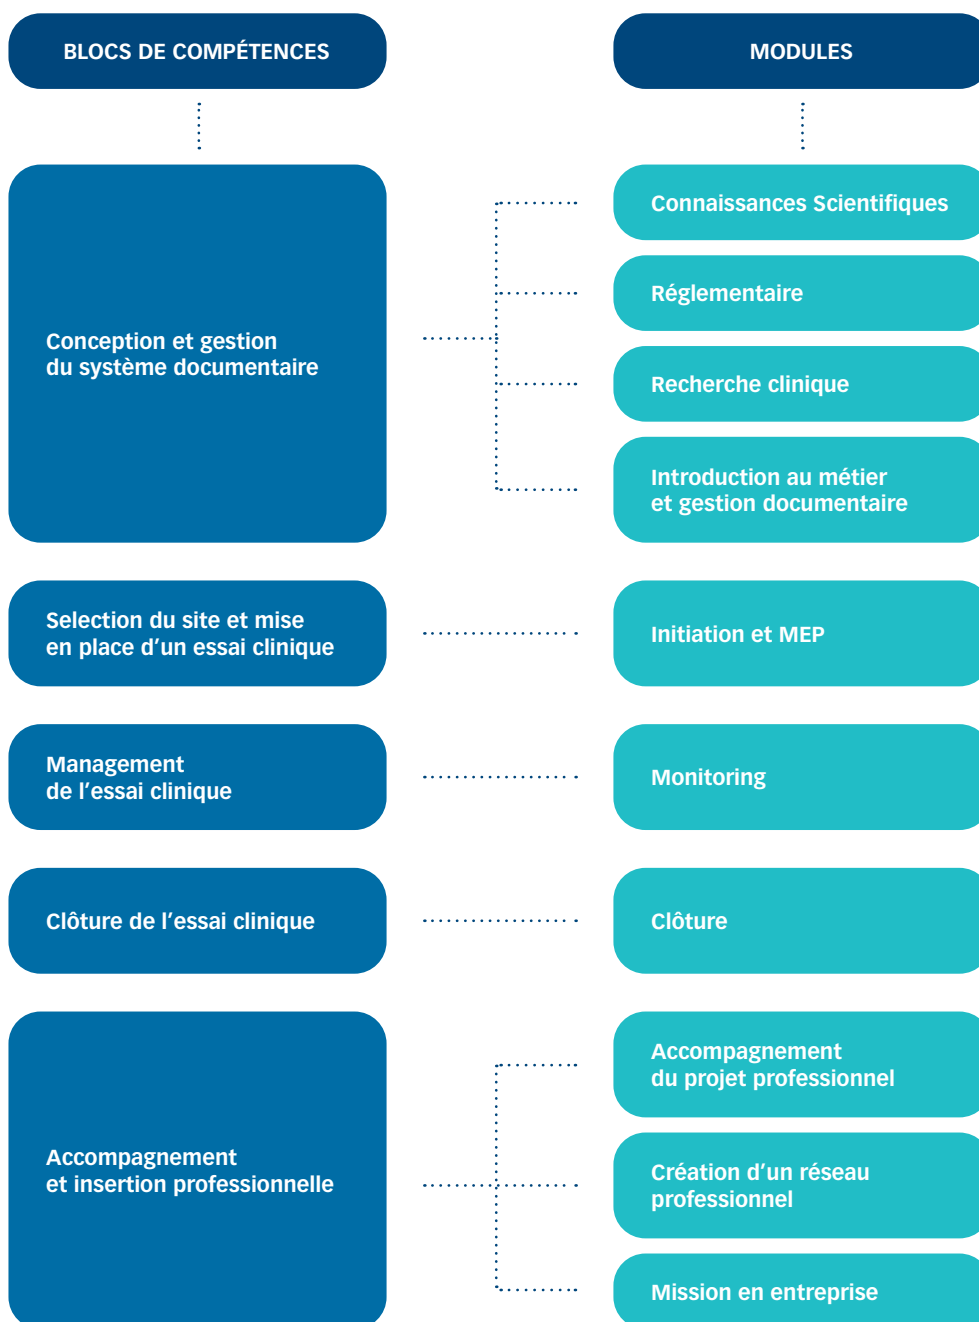 BLOCS DE COMPÉTENCES
MODULES
Conception et gestion
du système documentaire
Connaissances Scientifiques
Réglementaire
Recherche clinique
Introduction au métier
et gestion documentaire
Selection du site et mise
en place d’un essai clinique
Initiation et MEP
Management
de l’essai clinique
Monitoring
Clôture de l’essai clinique
Clôture
Accompagnement
et insertion professionnelle
Accompagnement
du projet professionnel
Création d’un réseau
professionnel
Mission en entreprise